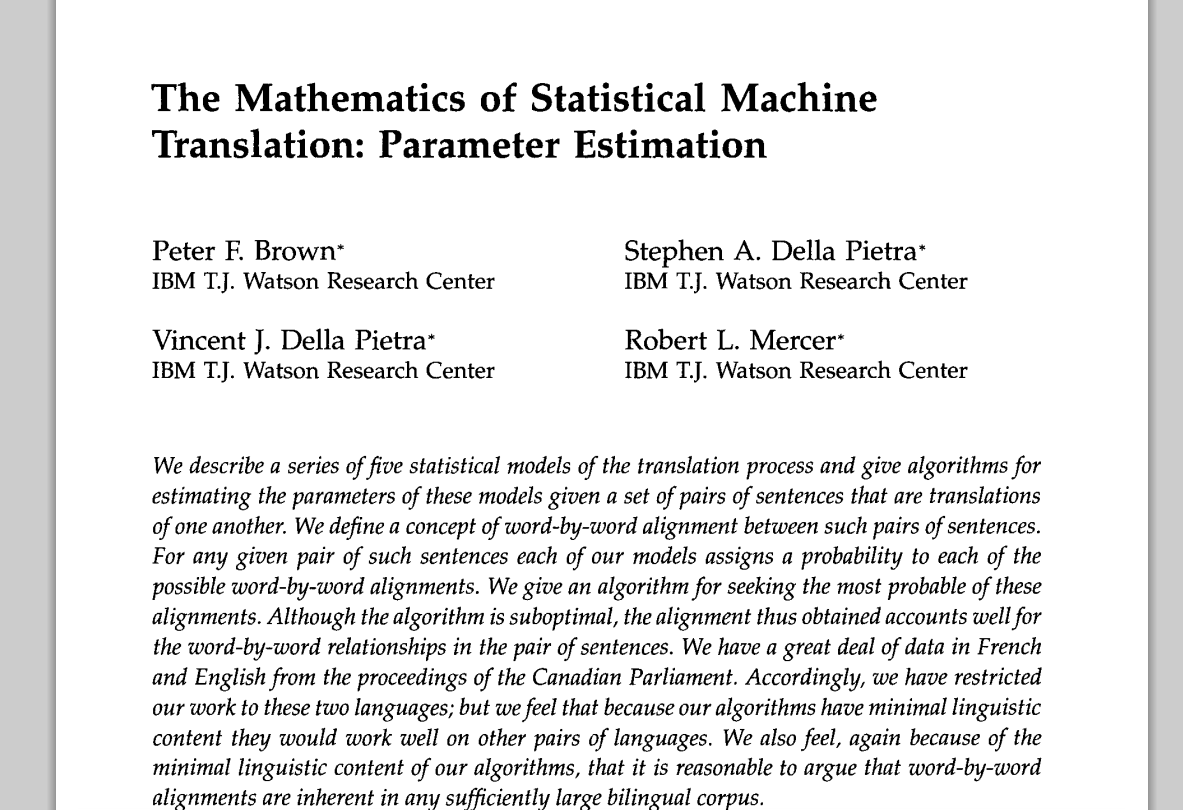 The Mathematics of Statistical Machine
Translation: Parameter Estimation
Peter F. Brown*
IBM T.J. Watson Research Center
Stephen A. Della Pietra*
IBM T.J. Watson Research Center
Vincent J. Della Pietra*
IBM T.J. Watson Research Center
Robert L. Mercer*
IBM T.J. Watson Research Center
We describe a series of five statistical models of the translation process and give algorithms for
estimating the parameters of these models given a set of pairs of sentences that are translations
of one another. We define a concept of word-by-word alignment between such pairs of sentences.
For any given pair of such sentences each of our models assigns a probability to each of the
possible word-by-word alignments. We give an algorithm for seeking the most probable of these
alignments. Although the algorithm is suboptimal, the alignment thus obtained accounts well for
the word-by-word relationships in the pair of sentences. We have a great deal of data in French
and English from the proceedings of the Canadian Parliament. Accordingly, we have restricted
our work to these two languages; but we feel that because our algorithms have minimal linguistic
content they would work well on other pairs of languages. We also feel, again because of the
minimal linguistic content of our algorithms, that it is reasonable to argue that word-by-word
alignments are inherent in any sufficiently large bilingual corpus.